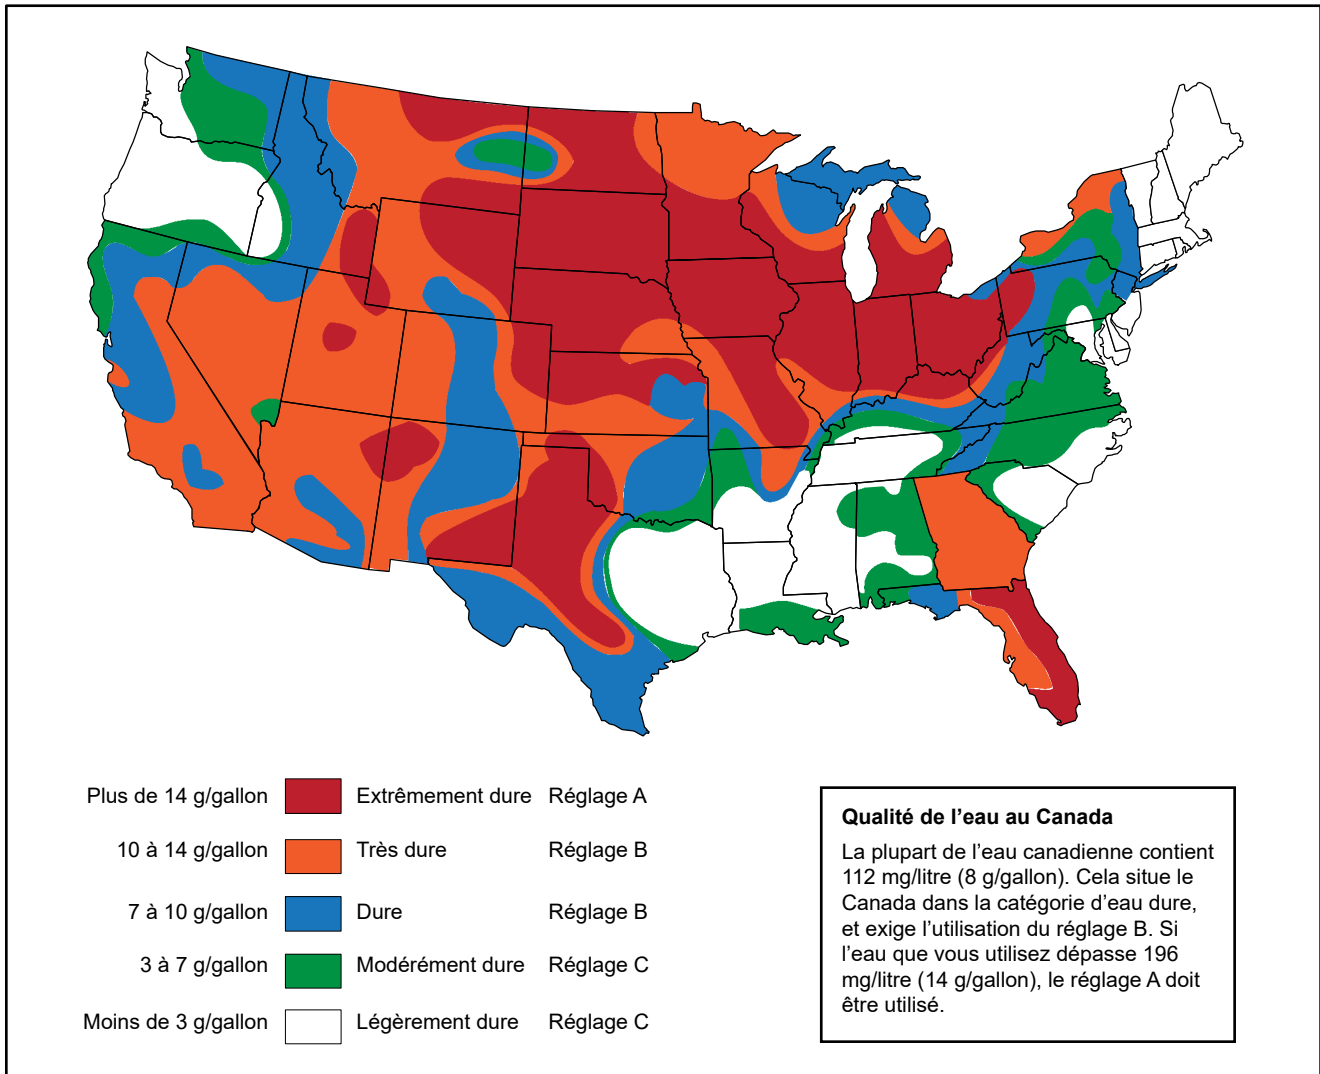 Plus de 14 g/gallon Extrêmement dure Réglage A
10 à 14 g/gallon Très dure Réglage B
7 à 10 g/gallon Dure Réglage B
3 à 7 g/gallon Modérément dure Réglage C
Moins de 3 g/gallon Légèrement dure Réglage C
Qualité de l’eau au Canada
La plupart de l’eau canadienne contient
112 mg/litre (8 g/gallon). Cela situe le
Canada dans la catégorie d’eau dure,
et exige l’utilisation du réglage B. Si
l’eau que vous utilisez dépasse 196
mg/litre (14 g/gallon), le réglage A doit
être utilisé.